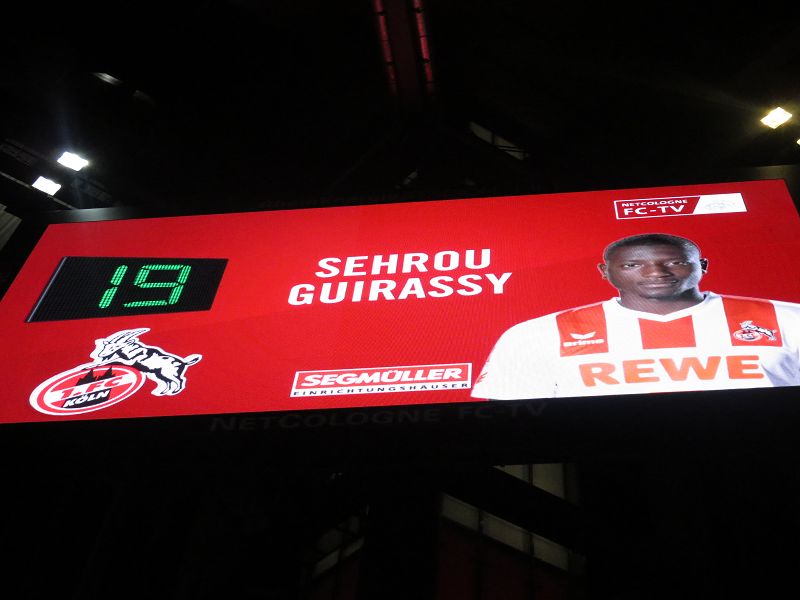 NETCOLOGNE
FC-TV
19
SEHROU
GUIRASSY
erima
REWE
1. FC
KÖLN
SEGMÜLLER
EINRICHTUNGSHÄUSER
NETCOLOGNE FC-TV